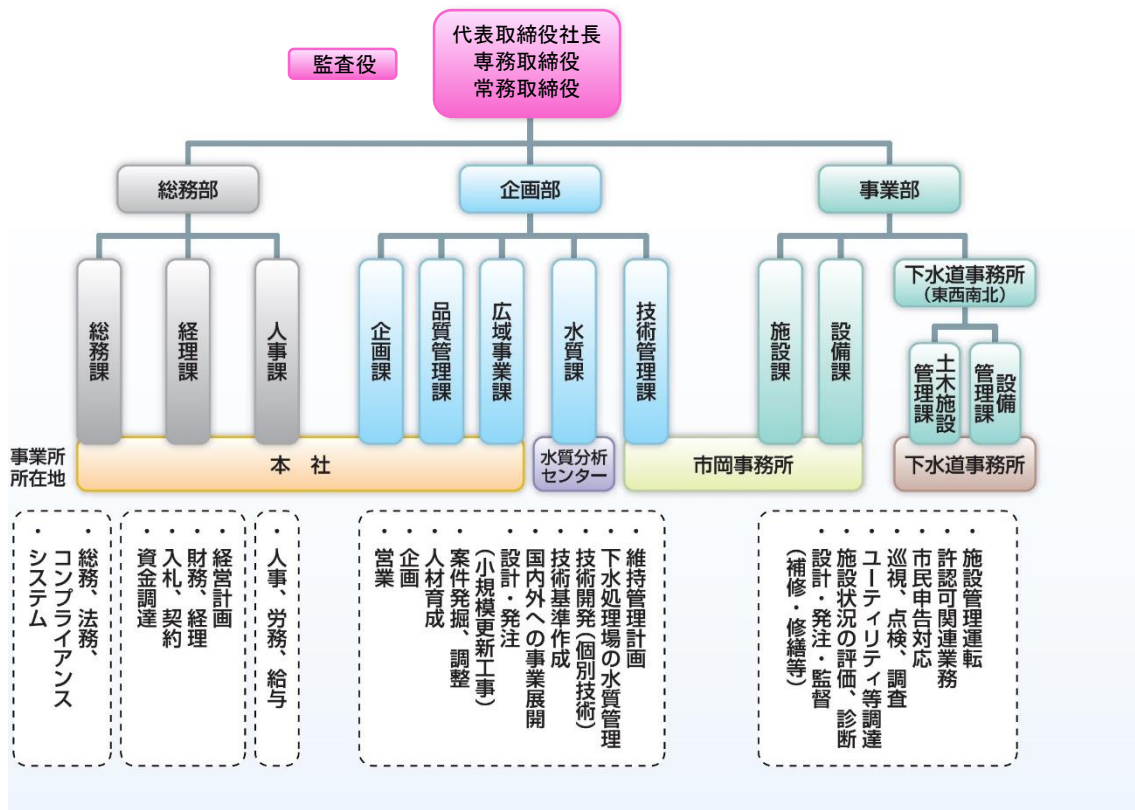 代表取締役社長
専務取締役
常務取締役
監査役
総務部
企画部
事業部
総務課
経理課
人事課
企画課
品質管理課
広域事業課
水質課
技術管理課
施設課
設備課
下水道事務所
（東西南北）
土木施設
管理課
設備
管理課
事業所
所在地
本 社
水質分析
センター
市岡事務所
下水道事務所
・総務、法務、
コンプライアンス
・システム
・経営計画
・財務、経理
・入札、契約
・資金調達
・人事、労務、給与
・維持管理計画
・下水処理場の水質管理
・技術開発（個別技術）
・技術基準作成
・国内外への事業展開
・設計・発注
（小規模更新工事）
・案件発掘、調整
・人材育成
・企画
・営業
・施設管理運転
・許認可関連業務
・市民申告対応
・巡視、点検、調査
・ユーティリティ等調達
・施設状況の評価、診断
・設計・発注・監督
（補修・修繕等）